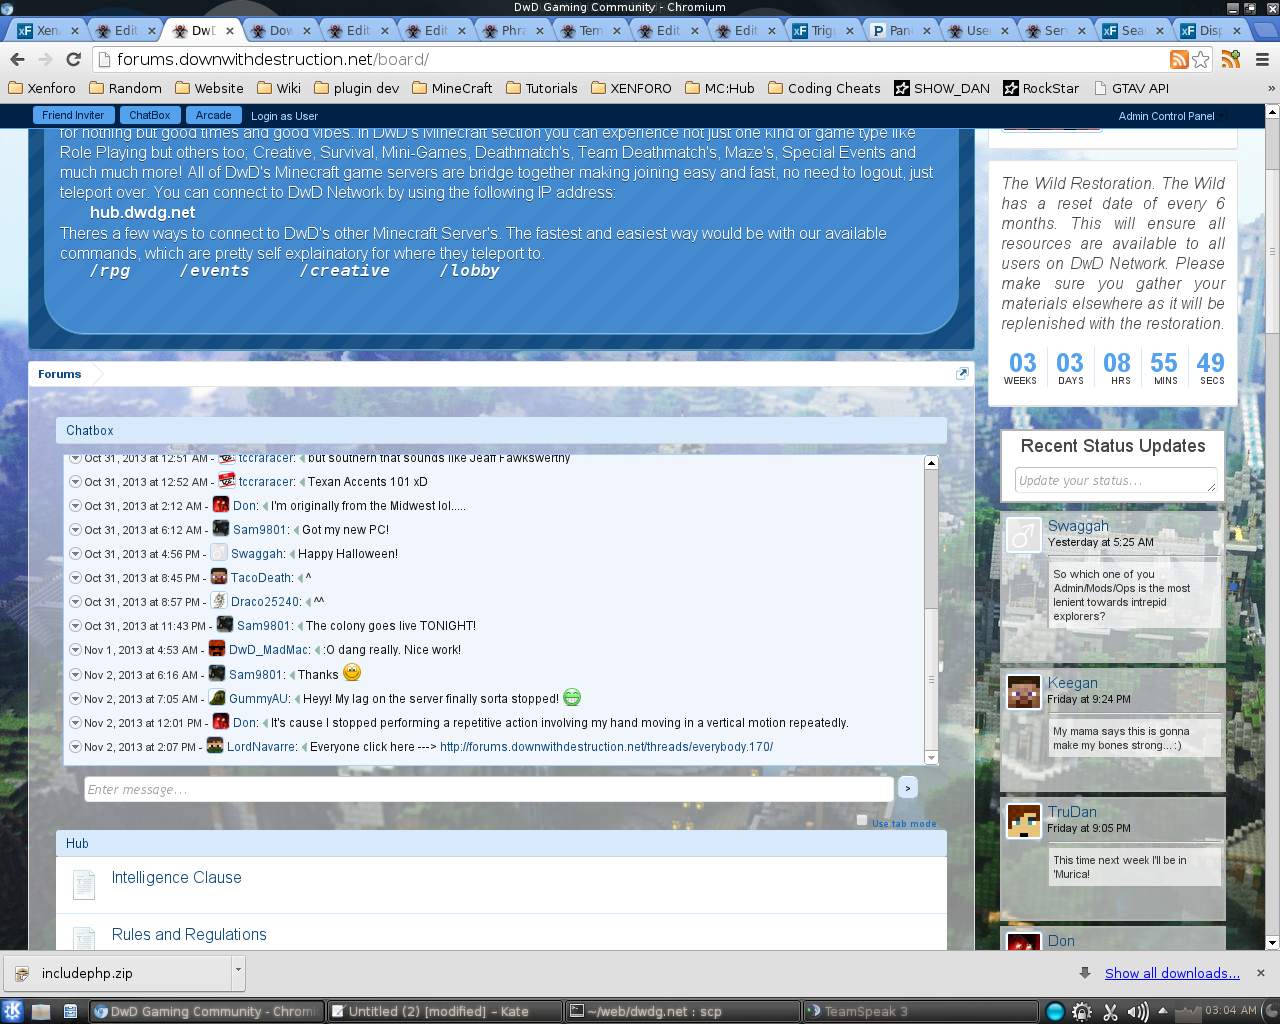 DwD Gaming Community - Chromium
Xen
Edit
DwD
Dow
Edit
Edit
Phra
Tem
Edit
Edit
Trig
Pan
User
Serv
Sear
Disp
forums.downwithdestruction.net/board/
Xenforo
Random
Website
Wiki
plugin dev
MineCraft
Tutorials
XENFORO
MC:Hub
Coding Cheats
SHOW_DAN
RockStar
GTAV API
»
Friend Inviter
ChatBox
Arcade
Login as User
Admin Control Panel
for nothing but good times and good vibes. In DwD's Minecraft section you can experience not just one kind of game type like
Role Playing but others too; Creative, Survival, Mini-Games, Deathmatch's, Team Deathmatch's, Maze's, Special Events and
much much more! All of DwD's Minecraft game servers are bridge together making joining easy and fast, no need to logout, just
teleport over. You can connect to DwD Network by using the following IP address:
hub.dwdg.net
Theres a few ways to connect to DwD's other Minecraft Server's. The fastest and easiest way would be with our available
commands, which are pretty self explainatory for where they teleport to.
/rpg /events /creative /lobby
The Wild Restoration. The Wild
has a reset date of every 6
months. This will ensure all
resources are available to all
users on DwD Network. Please
make sure you gather your
materials elsewhere as it will be
replenished with the restoration.
03 03 08 55 49
WEEKS DAYS HRS MINS SECS
Forums
Chatbox
Oct 31, 2013 at 12:51 AM - tccraracer: but southern that sounds like Jeaff Fawkswerthy
Oct 31, 2013 at 12:52 AM - tccraracer: Texan Accents 101 xD
Oct 31, 2013 at 2:12 AM - Don: I'm originally from the Midwest lol.....
Oct 31, 2013 at 6:12 AM - Sam9801: Got my new PC!
Oct 31, 2013 at 4:56 PM - Swaggah: Happy Halloween!
Oct 31, 2013 at 8:45 PM - TacoDeath: ^
Oct 31, 2013 at 8:57 PM - Draco25240: ^^
Oct 31, 2013 at 11:43 PM - Sam9801: The colony goes live TONIGHT!
Nov 1, 2013 at 4:53 AM - DwD_MadMac: :O dang really. Nice work!
Nov 2, 2013 at 6:16 AM - Sam9801: Thanks
Nov 2, 2013 at 7:05 AM - GummyAU: Heyy! My lag on the server finally sorta stopped!
Nov 2, 2013 at 12:01 PM - Don: It's cause I stopped performing a repetitive action involving my hand moving in a vertical motion repeatedly.
Nov 2, 2013 at 2:07 PM - LordNavarre: Everyone click here ---> http://forums.downwithdestruction.net/threads/everybody.170/
Enter message...
>
Use tab mode
Hub
Intelligence Clause
Rules and Regulations
Recent Status Updates
Update your status...
Swaggah
Yesterday at 5:25 AM
So which one of you
Admin/Mods/Ops is the most
lenient towards intrepid
explorers?
Keegan
Friday at 9:24 PM
My mama says this is gonna
make my bones strong... :)
TruDan
Friday at 9:05 PM
This time next week I'll be in
'Murica!
Don
includephp.zip
Show all downloads...
DwD Gaming Community - Chromi
Untitled (2) [modified] – Kate
~/web/dwdg.net : scp
TeamSpeak 3
03:04 AM